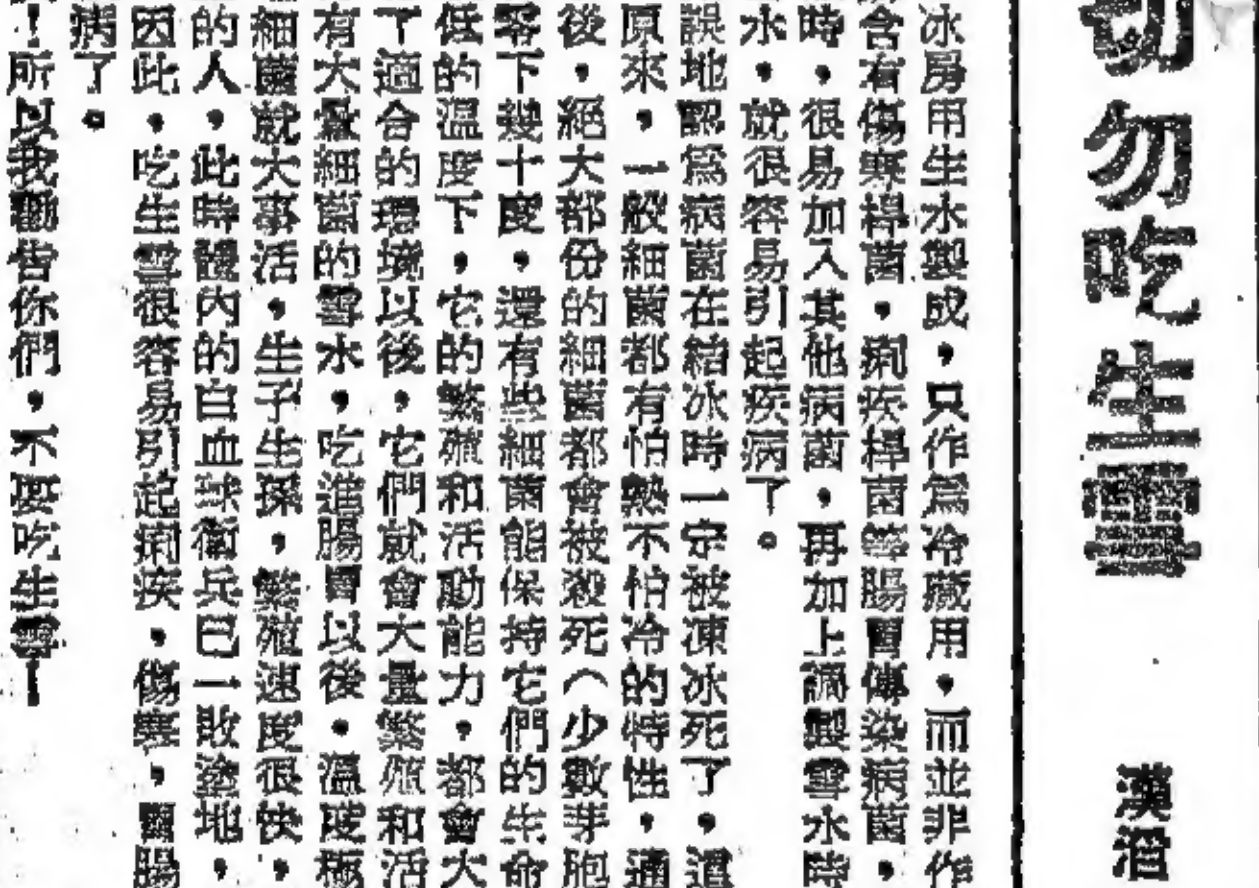 切勿吃生雪
漢滔
冰房用生水製成，只作爲冷藏用，而並非作
含有傷寒桿菌，痢疾桿菌等腸胃傳染病菌，
時，很易加入其他病菌，再加上調製雪水時
水，就很容易引起疾病了。
誤地認爲病菌在結冰時一定被凍冰死了，這
原來，一般細菌都有怕熱不怕冷的特性，通
後，絕大部份的細菌都會被殺死（少數芽胞
零下幾十度，還有些細菌能保持它們的生命
低的温度下，它的繁殖和活動能力，都會大
了適合的環境以後，它們就會大量繁殖和活
有大量細菌的雪水，吃進腸胃以後，温度極
細菌就大事活，生子生孫，繁殖速度很快，
的人，此時體內的白血球衛兵已一敗塗地，
因此，吃生雪很容易引起痢疾，傷寒，胃腸
病了。
！所以我勸告你們，不要吃生雪！